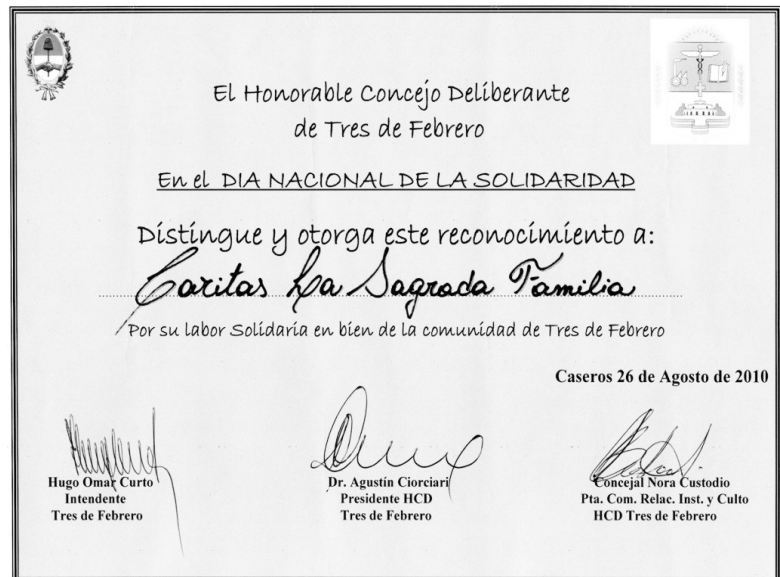 El Honorable Concejo Deliberante
de Tres de Febrero
En el DIA NACIONAL DE LA SOLIDARIDAD
Distingue y otorga este reconocimiento a:
Caritas La Sagrada Familia
Por su labor Solidaria en bien de la comunidad de Tres de Febrero
Caseros 26 de Agosto de 2010
Hugo Omar Curto
Intendente
Tres de Febrero
Dr. Agustín Ciorciari
Presidente HCD
Tres de Febrero
Concejal Nora Custodio
Pta. Com. Relac. Inst. y Culto
HCD Tres de Febrero